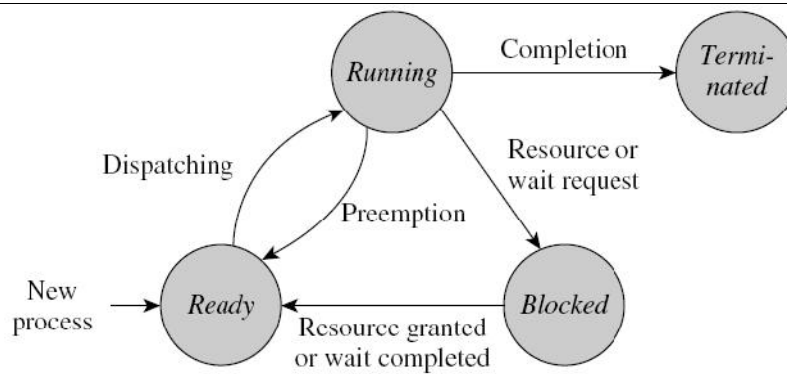 Running
Completion
Termi-
nated
Dispatching
Preemption
Resource or
wait request
New
process
Ready
Blocked
Resource granted
or wait completed